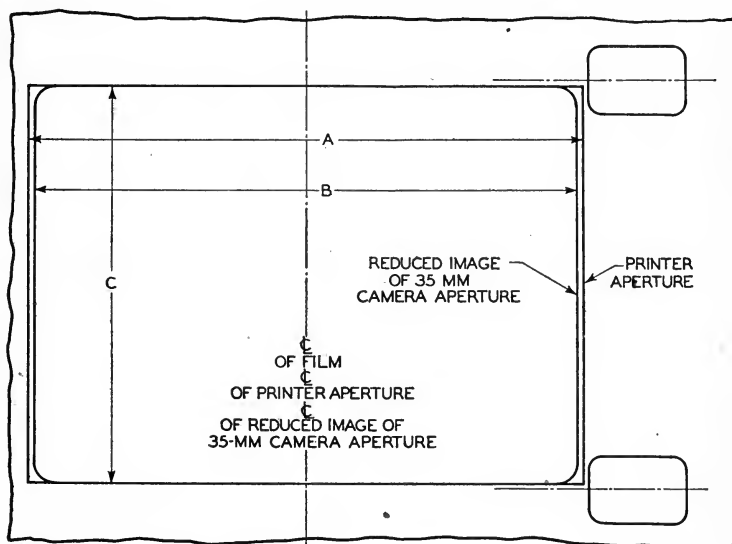 A
B
C
REDUCED IMAGE
OF 35 MM
CAMERA APERTURE
PRINTER
APERTURE
℄
OF FILM
℄
OF PRINTER APERTURE
℄
OF REDUCED IMAGE OF
35-MM CAMERA APERTURE